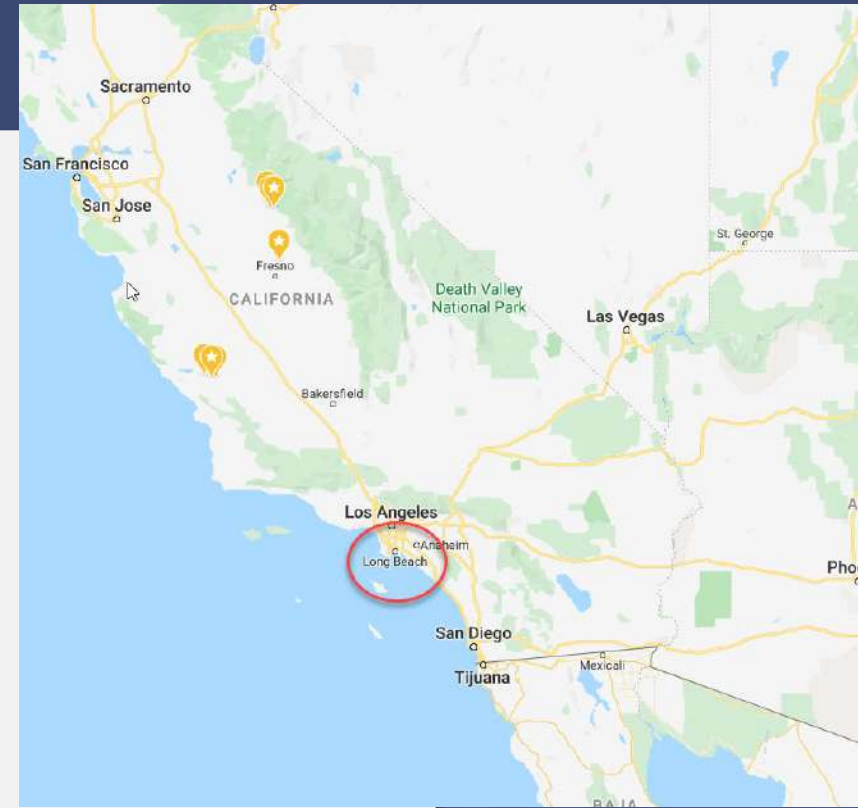 Sacramento
San Francisco
San Jose
St. George
Fresno
CALIFORNIA
Death Valley
National Park
Las Vegas
Bakersfield
Los Angeles
Anaheim
Long Beach
San Diego
Mexicali
Tijuana